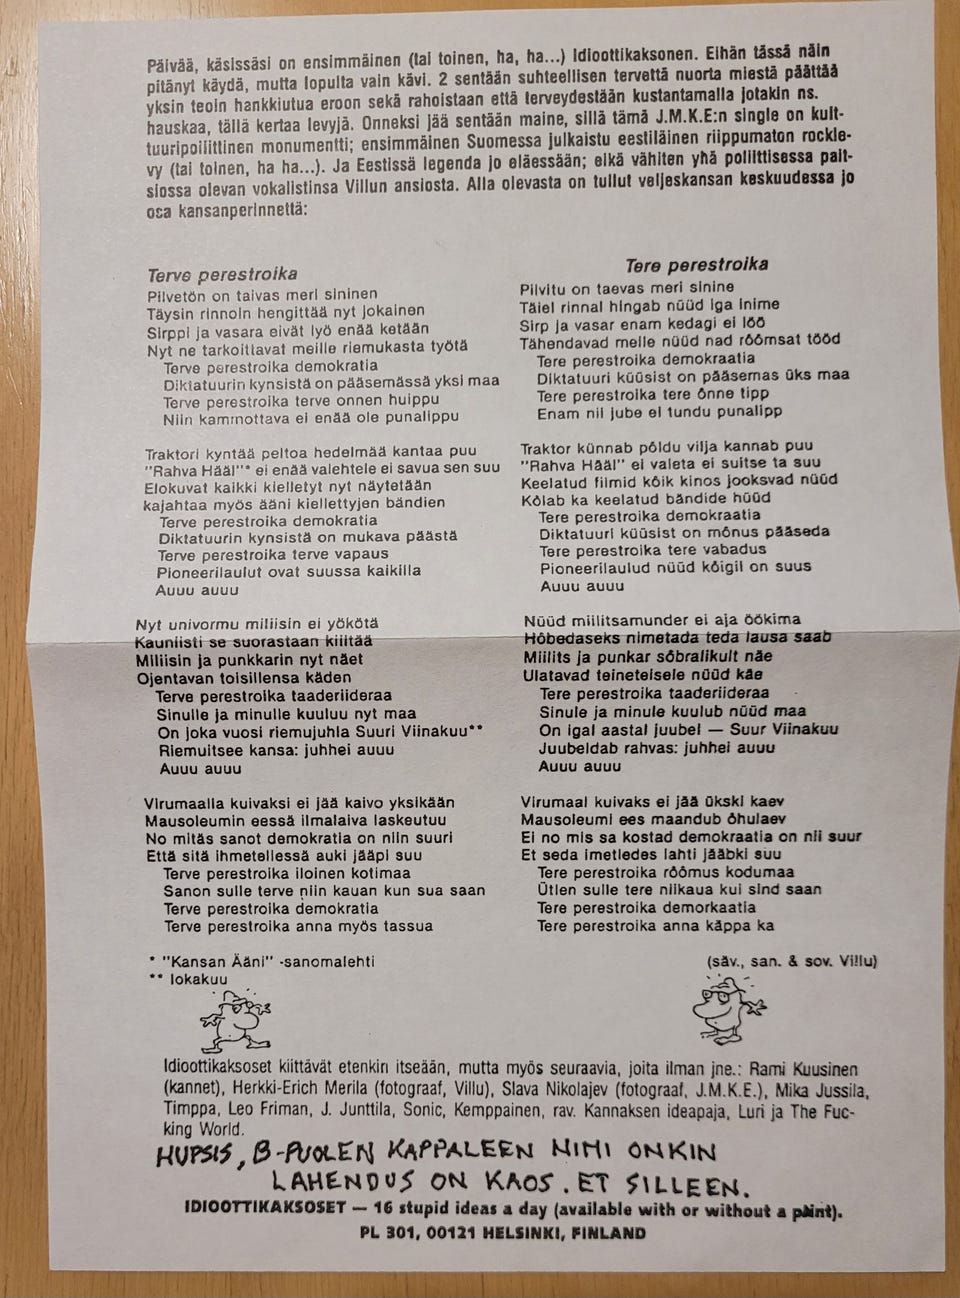 Päivää, käsissäsi on ensimmäinen (tai toinen, ha, ha...) Idioottikaksonen. Eihän tässä näin
pitänyt käydä, mutta lopulta vain kävi. 2 sentään suhteellisen tervettä nuorta miestä päättää
yksin teoin hankkiutua eroon sekä rahoistaan että terveydestään kustantamalla jotakin ns.
hauskaa, tällä kertaa levyjä. Onneksi jää sentään maine, sillä tämä J.M.K.E:n single on kult-
tuuripoliittinen monumentti; ensimmäinen Suomessa julkaistu eestiläinen riippumaton rockle-
vy (tai toinen, ha ha...). Ja Eestissä legenda jo eläessään; eikä vähiten yhä poliittisessa pait-
siossa olevan vokalistinsa Villun ansiosta. Alla olevasta on tullut veljeskansan keskuudessa jo
osa kansanperinnettä:
Terve perestroika
Pilvetön on taivas meri sininen
Täysin rinnoin hengittää nyt jokainen
Sirppi ja vasara eivät lyö enää ketään
Nyt ne tarkoittavat meille riemukasta työtä
Terve perestroika demokratia
Diktatuurin kynsistä on pääsemässä yksi maa
Terve perestroika terve onnen huippu
Niin kammottava ei enää ole punalippu
Traktori kyntää peltoa hedelmää kantaa puu
"Rahva Hääl"* ei enää valehtele ei savua sen suu
Elokuvat kaikki kielletyt nyt näytetään
kajahtaa myös ääni kiellettyjen bändien
Terve perestroika demokratia
Diktatuurin kynsistä on mukava päästä
Terve perestroika terve vapaus
Pioneerilaulut ovat suussa kaikilla
Auuu auuu
Nyt univormu miliisin ei yökötä
Kauniisti se suorastaan kiiltää
Miliisin ja punkkarin nyt näet
Ojentavan toisillensa käden
Terve perestroika taaderiideraa
Sinulle ja minulle kuuluu nyt maa
On joka vuosi riemujuhla Suuri Viinakuu**
Riemuitsee kansa: juhhei auuu
Auuu auuu
Virumaalla kuivaksi ei jää kaivo yksikään
Mausoleumin eessä ilmalaiva laskeutuu
No mitäs sanot demokratia on niin suuri
Että sitä ihmetellessä auki jääpi suu
Terve perestroika iloinen kotimaa
Sanon sulle terve niin kauan kun sua saan
Terve perestroika demokratia
Terve perestroika anna myös tassua
* "Kansan Ääni" -sanomalehti
** lokakuu
Tere perestroika
Pilvitu on taevas meri sinine
Täiel rinnal hingab nüüd iga inime
Sirp ja vasar enam kedagi ei löö
Tähendavad meile nüüd nad rõõmsat tööd
Tere perestroika demokraatia
Diktatuuri küüsist on pääsemas üks maa
Tere perestroika tere õnne tipp
Enam nii jube ei tundu punalipp
Traktor künnab põldu vilja kannab puu
"Rahva Hääl" ei valeta ei suitse ta suu
Keelatud filmid kõik kinos jooksvad nüüd
Kõlab ka keelatud bändide hüüd
Tere perestroika demokraatia
Diktatuuri küüsist on mõnus pääseda
Tere perestroika tere vabadus
Pioneerilaulud nüüd kõigil on suus
Auuu auuu
Nüüd miilitsamunder ei aja öökima
Hõbedaseks nimetada teda lausa saab
Miilits ja punkar sõbralikult näe
Ulatavad teineteisele nüüd käe
Tere perestroika taaderiideraa
Sinule ja minule kuulub nüüd maa
On igal aastal juubel — Suur Viinakuu
Juubeldab rahvas: juhhei auuu
Auuu auuu
Virumaal kuivaks ei jää ükski kaev
Mausoleumi ees maandub õhulaev
Ei no mis sa kostad demokraatia on nii suur
Et seda imetledes lahti jääbki suu
Tere perestroika rõõmus kodumaa
Ütlen sulle tere niikaua kui sind saan
Tere perestroika demorkaatia
Tere perestroika anna käppa ka
(säv., san. & sov. Villu)
Idioottikaksoset kiittävät etenkin itseään, mutta myös seuraavia, joita ilman jne.: Rami Kuusinen
(kannet), Herkki-Erich Merila (fotograaf, Villu), Slava Nikolajev (fotograaf, J.M.K.E.), Mika Jussila,
Timppa, Leo Friman, J. Junttila, Sonic, Kemppainen, rav. Kannaksen ideapaja, Luri ja The Fuc-
king World.
HUPSIS, B-PUOLEN KAPPALEEN NIMI ONKIN
LAHENDUS ON KAOS. ET SILLEEN.
IDIOOTTIKAKSOSET — 16 stupid ideas a day (available with or without a pint).
PL 301, 00121 HELSINKI, FINLAND